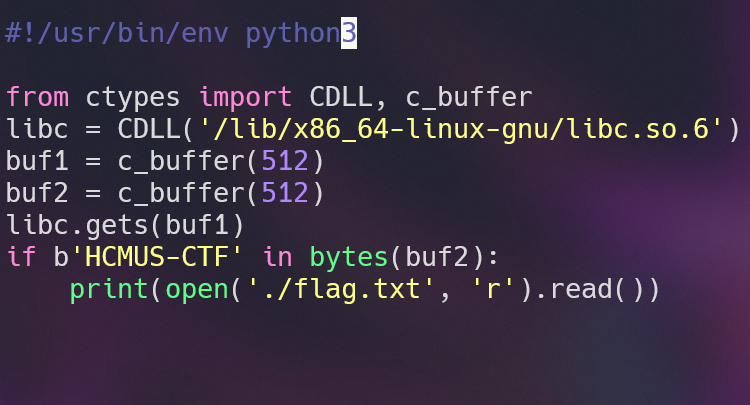 #!/usr/bin/env python3
from ctypes import CDLL, c_buffer
libc = CDLL('/lib/x86_64-linux-gnu/libc.so.6')
buf1 = c_buffer(512)
buf2 = c_buffer(512)
libc.gets(buf1)
if b'HCMUS-CTF' in bytes(buf2):
    print(open('./flag.txt', 'r').read())